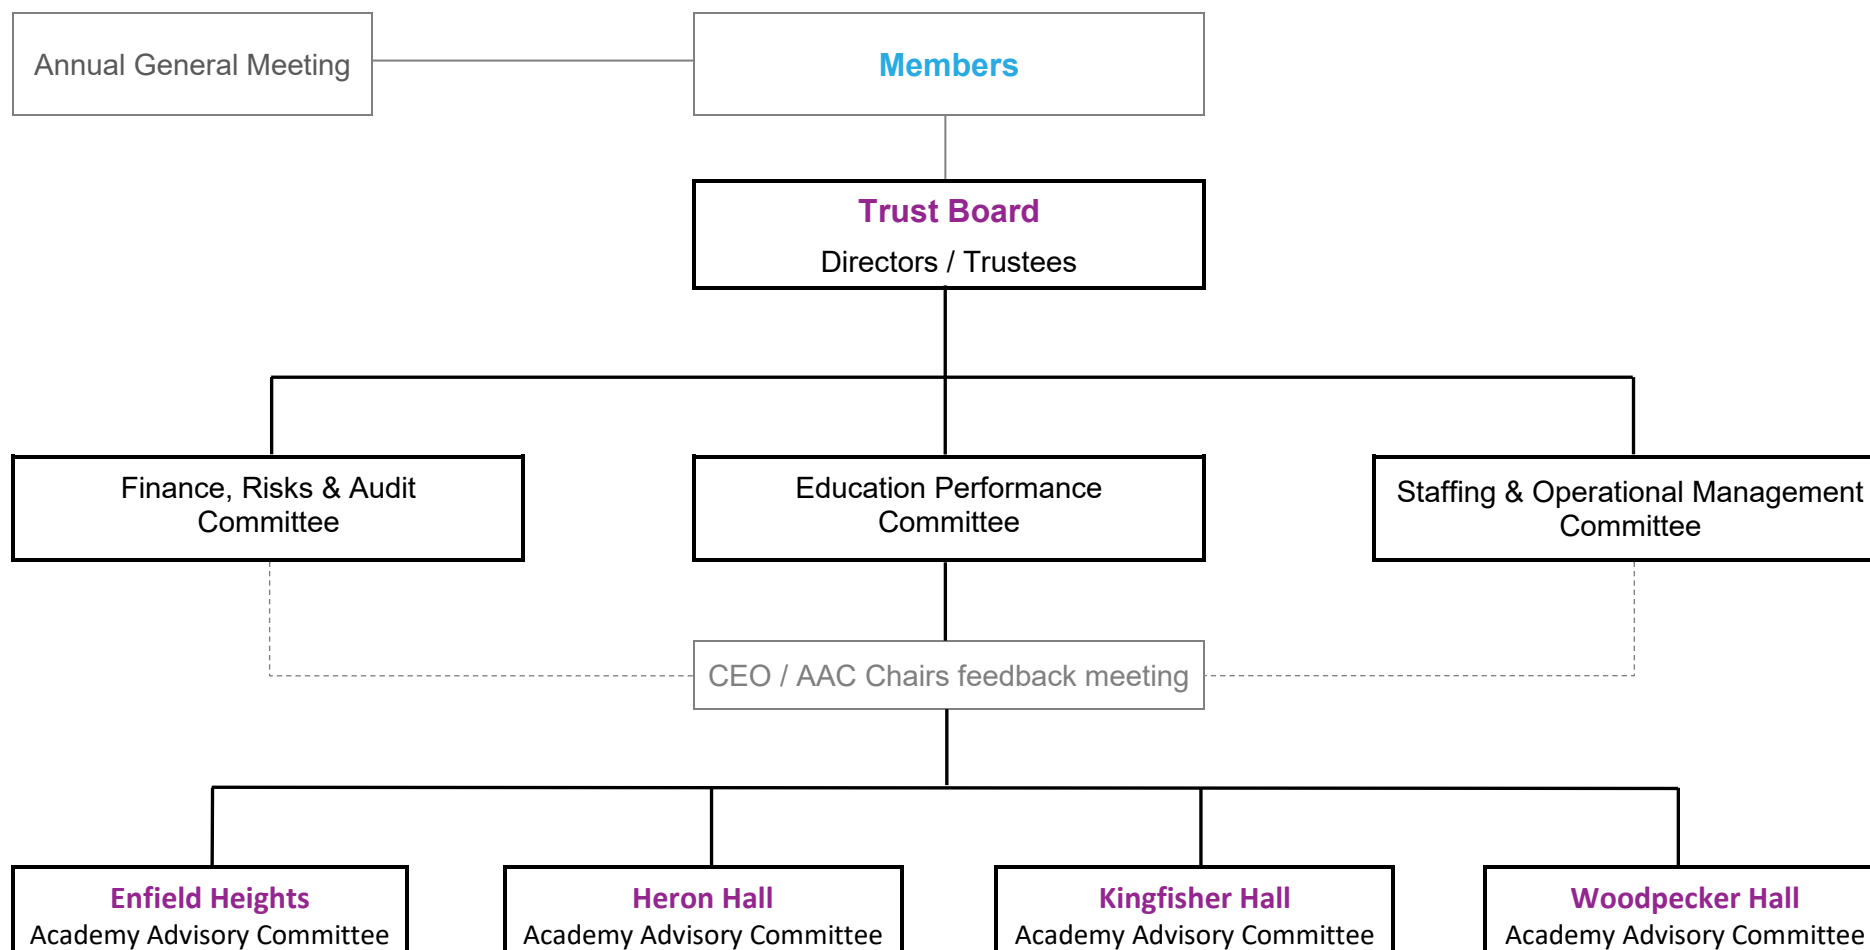 Annual General Meeting
Members
Trust Board
Directors / Trustees
Finance, Risks & Audit
Committee
Education Performance
Committee
Staffing & Operational Management
Committee
CEO / AAC Chairs feedback meeting
Enfield Heights
Academy Advisory Committee
Heron Hall
Academy Advisory Committee
Kingfisher Hall
Academy Advisory Committee
Woodpecker Hall
Academy Advisory Committee